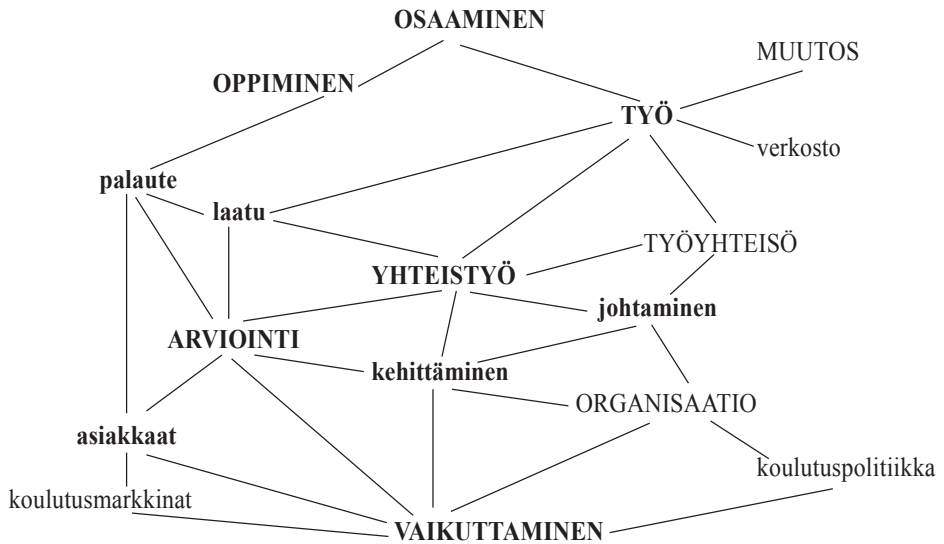 OSAAMINEN
MUUTOS
OPPIMINEN
TYÖ
verkosto
palaute
laatu
TYÖYHTEISÖ
YHTEISTYÖ
johtaminen
ARVIOINTI
kehittäminen
ORGANISAATIO
asiakkaat
koulutuspolitiikka
koulutusmarkkinat
VAIKUTTAMINEN